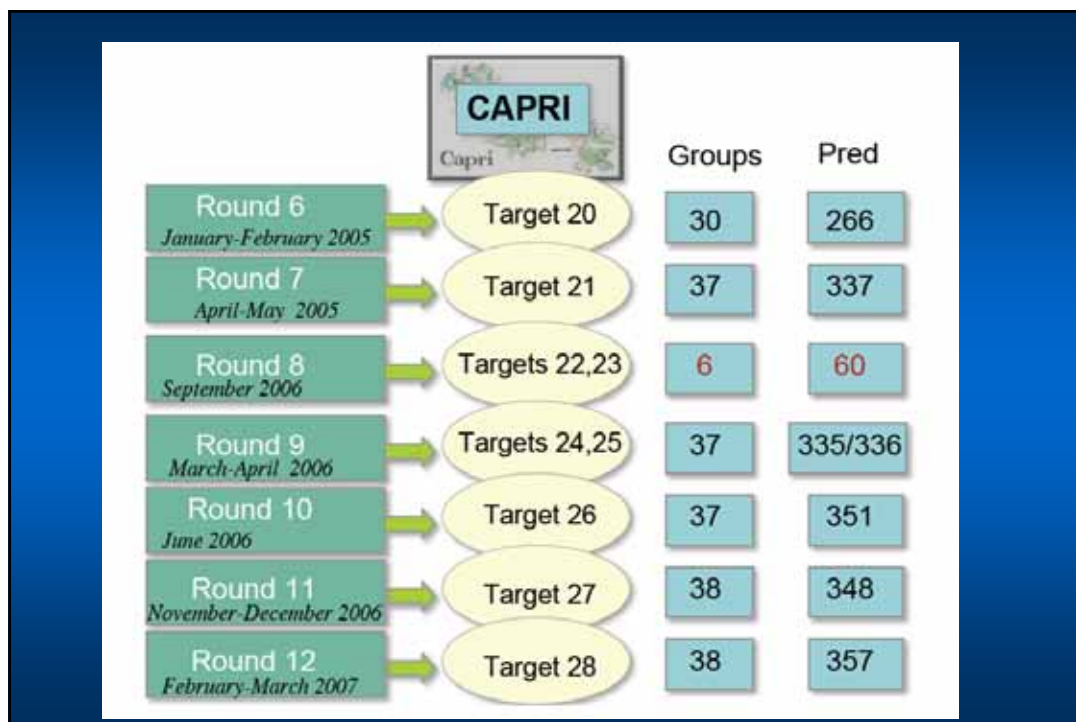 CAPRI
Capri
Groups Pred
Round 6
January-February 2005
Target 20
30
266
Round 7
April-May 2005
Target 21
37
337
Round 8
September 2006
Targets 22,23
6
60
Round 9
March-April 2006
Targets 24,25
37
335/336
Round 10
June 2006
Target 26
37
351
Round 11
November-December 2006
Target 27
38
348
Round 12
February-March 2007
Target 28
38
357